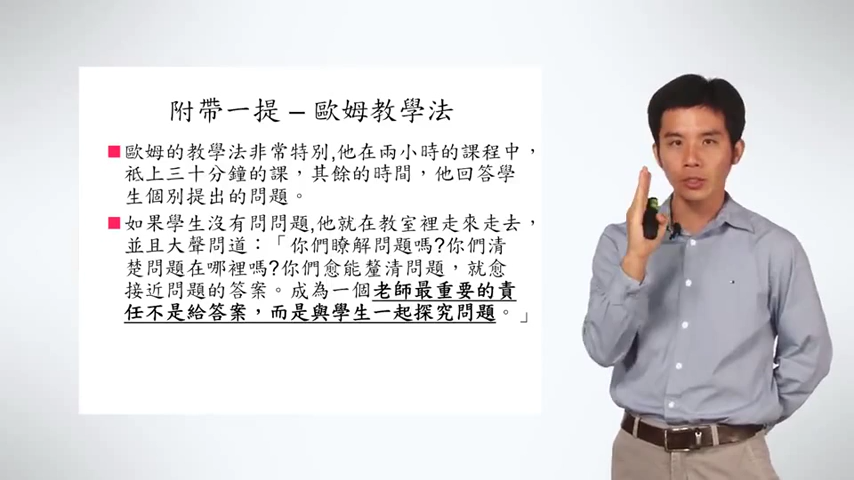 附帶一提 – 歐姆教學法
歐姆的教學法非常特別,他在兩小時的課程中,
祇上三十分鐘的課,其餘的時間,他回答學
生個別提出的問題。
如果學生沒有問問題,他就在教室裡走來走去,
並且大聲問道:「你們瞭解問題嗎?你們清
楚問題在哪裡嗎?你們愈能釐清問題,就愈
接近問題的答案。成為一個老師最重要的責
任不是給答案,而是與學生一起探究問題。」